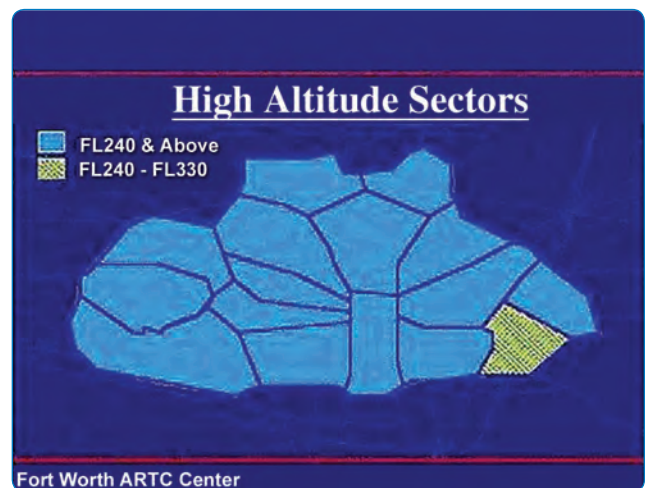 High Altitude Sectors
FL240 & Above
FL240 - FL330
Fort Worth ARTC Center